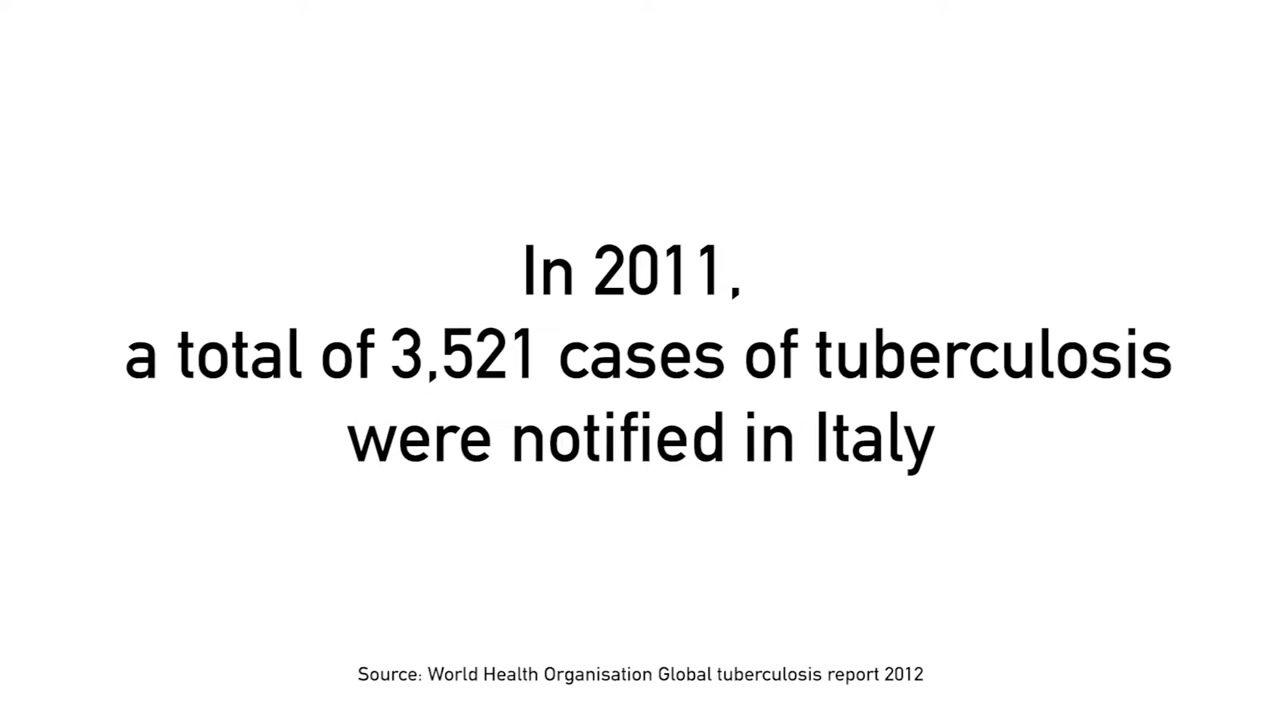 In 2011,
a total of 3,521 cases of tuberculosis
were notified in Italy
Source: World Health Organisation Global tuberculosis report 2012